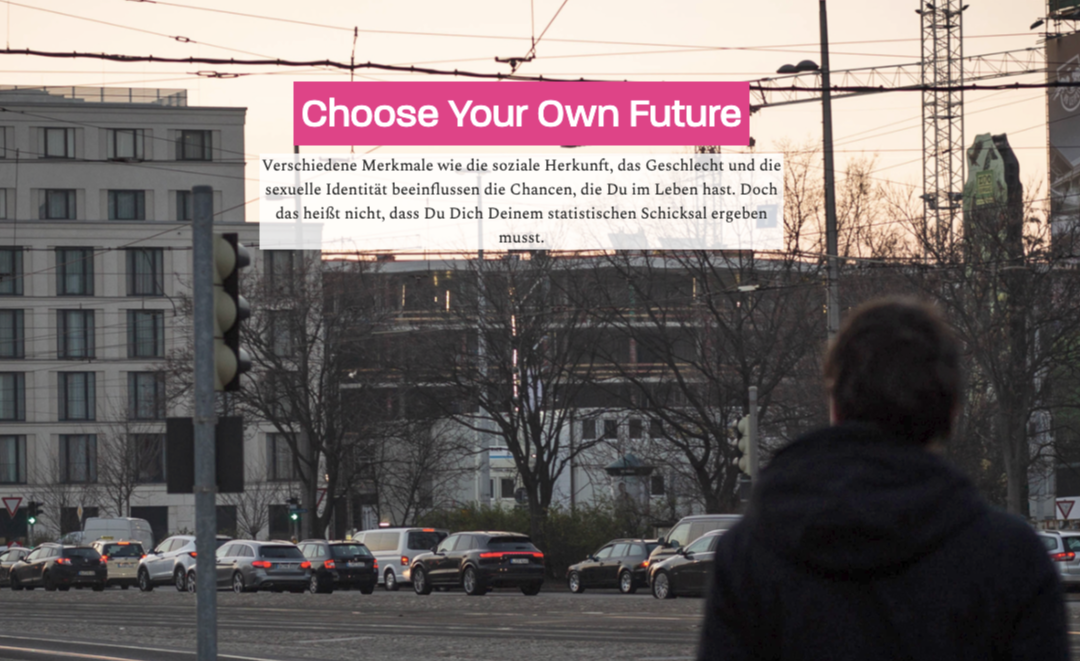 Choose Your Own Future
Verschiedene Merkmale wie die soziale Herkunft, das Geschlecht und die
sexuelle Identität beeinflussen die Chancen, die Du im Leben hast. Doch
das heißt nicht, dass Du Dich Deinem statistischen Schicksal ergeben
musst.